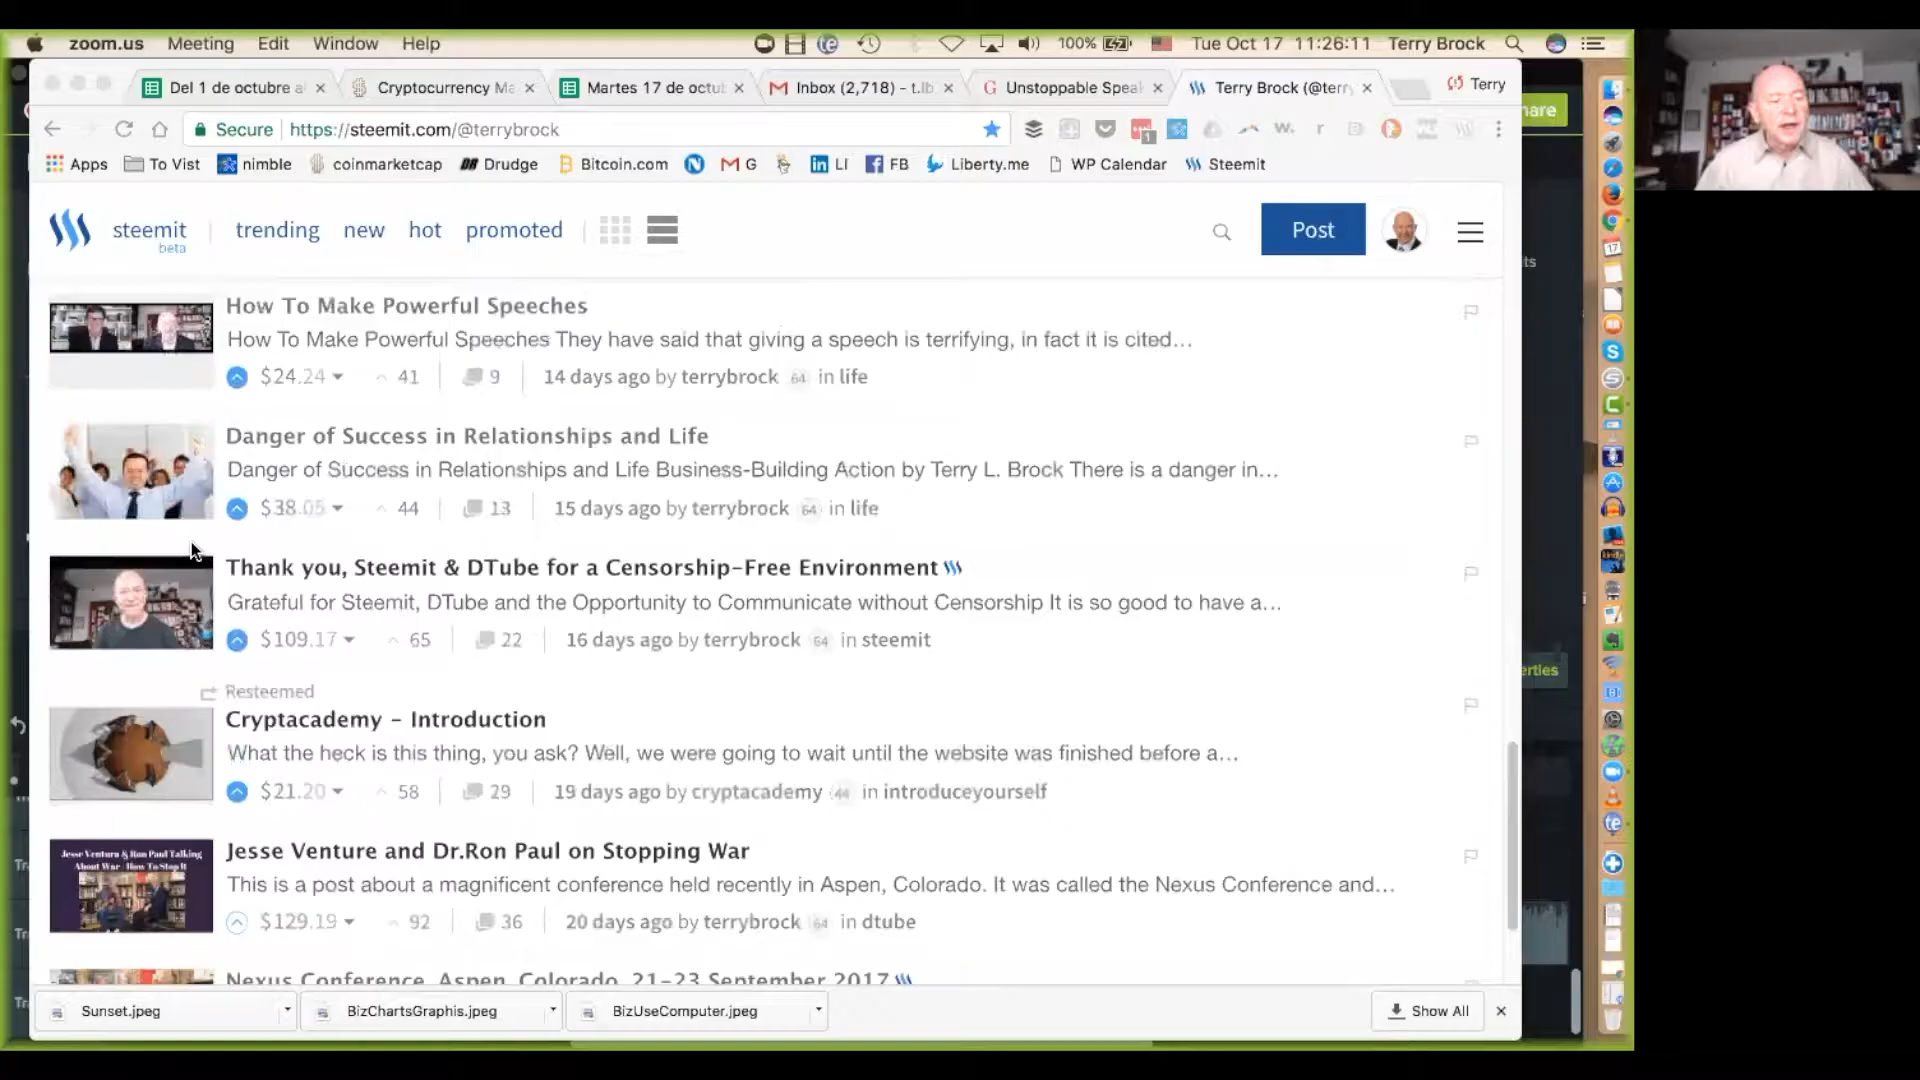 zoom.us Meeting Edit Window Help 100% Tue Oct 17 11:26:11 Terry Brock
Del 1 de octubre a
Cryptocurrency Ma
Martes 17 de octu
Inbox (2,718) - t.lb
Unstoppable Speak
Terry Brock (@terry
Terry
Secure https://steemit.com/@terrybrock
Apps To Vist nimble coinmarketcap Drudge Bitcoin.com G LI FB Liberty.me WP Calendar Steemit
steemit trending new hot promoted Post
beta
How To Make Powerful Speeches
How To Make Powerful Speeches They have said that giving a speech is terrifying, in fact it is cited...
$24.24 41 9 14 days ago by terrybrock 64 in life
Danger of Success in Relationships and Life
Danger of Success in Relationships and Life Business-Building Action by Terry L. Brock There is a danger in...
$38.05 44 13 15 days ago by terrybrock 64 in life
Thank you, Steemit & DTube for a Censorship-Free Environment
Grateful for Steemit, DTube and the Opportunity to Communicate without Censorship It is so good to have a...
$109.17 65 22 16 days ago by terrybrock 64 in steemit
Resteemed
Cryptacademy - Introduction
What the heck is this thing, you ask? Well, we were going to wait until the website was finished before a...
$21.20 58 29 19 days ago by cryptacademy 44 in introduceyourself
Jesse Ventura & Ron Paul Talking
About War - How To Stop It
Jesse Venture and Dr.Ron Paul on Stopping War
This is a post about a magnificent conference held recently in Aspen, Colorado. It was called the Nexus Conference and...
$129.19 92 36 20 days ago by terrybrock 64 in dtube
Nexus Conference, Aspen, Colorado, 21-23 September 2017
Sunset.jpeg
BizChartsGraphis.jpeg
BizUseComputer.jpeg
Show All